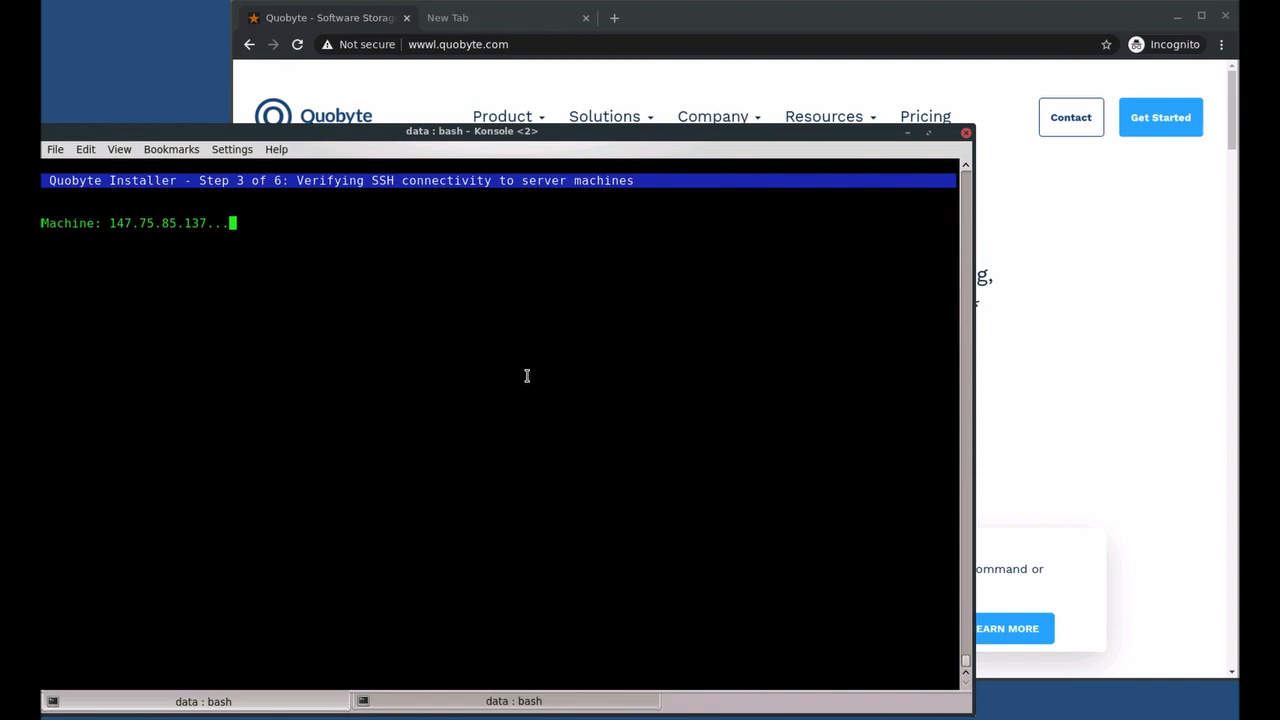 Quobyte - Software Storag
New Tab
Not secure
wwwl.quobyte.com
Incognito
Quobyte
Product
Solutions
Company
Resources
Pricing
Contact
Get Started
data : bash – Konsole <2>
File Edit View Bookmarks Settings Help
Quobyte Installer - Step 3 of 6: Verifying SSH connectivity to server machines
Machine: 147.75.85.137...
g,
ommand or
EARN MORE
data : bash
data : bash